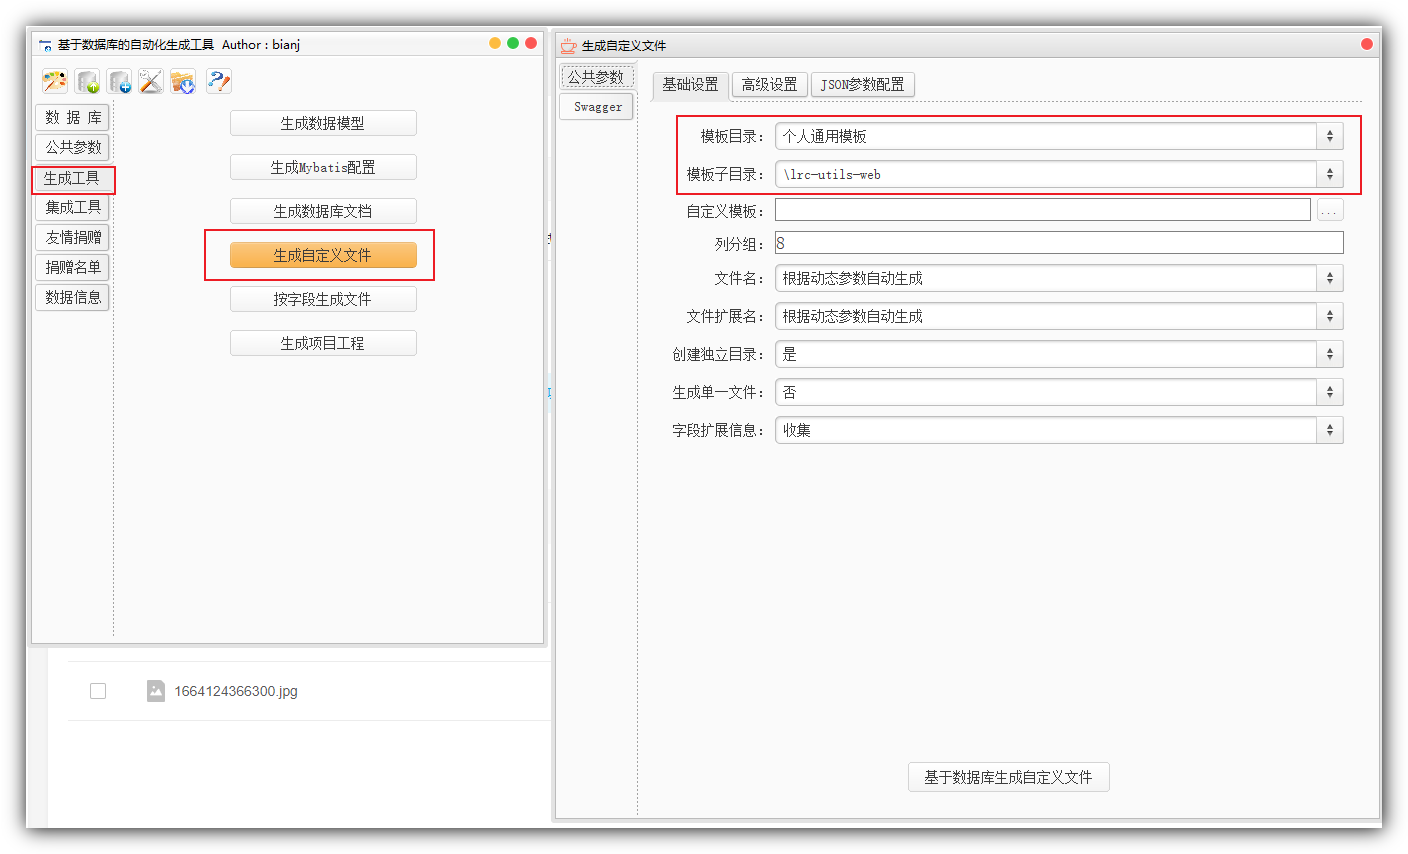 基于数据库的自动化生成工具 Author : bianj
数 据 库
公共参数
生成工具
集成工具
友情捐赠
捐赠名单
数据信息
生成数据模型
生成Mybatis配置
生成数据库文档
生成自定义文件
按字段生成文件
生成项目工程
1664124366300.jpg
生成自定义文件
公共参数
Swagger
基础设置 高级设置 JSON参数配置
模板目录： 个人通用模板
模板子目录： \lrc-utils-web
自定义模板： ...
列分组： 8
文件名： 根据动态参数自动生成
文件扩展名： 根据动态参数自动生成
创建独立目录： 是
生成单一文件： 否
字段扩展信息： 收集
基于数据库生成自定义文件